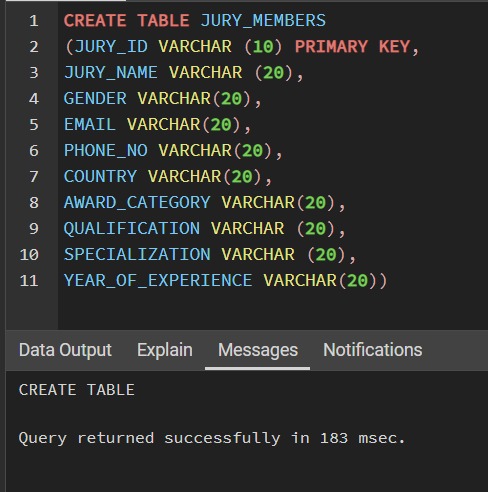 1 CREATE TABLE JURY_MEMBERS
2 (JURY_ID VARCHAR (10) PRIMARY KEY,
3 JURY_NAME VARCHAR (20),
4 GENDER VARCHAR(20),
5 EMAIL VARCHAR(20),
6 PHONE_NO VARCHAR(20),
7 COUNTRY VARCHAR(20),
8 AWARD_CATEGORY VARCHAR(20),
9 QUALIFICATION VARCHAR (20),
10 SPECIALIZATION VARCHAR (20),
11 YEAR_OF_EXPERIENCE VARCHAR(20))
Data Output Explain Messages Notifications
CREATE TABLE
Query returned successfully in 183 msec.